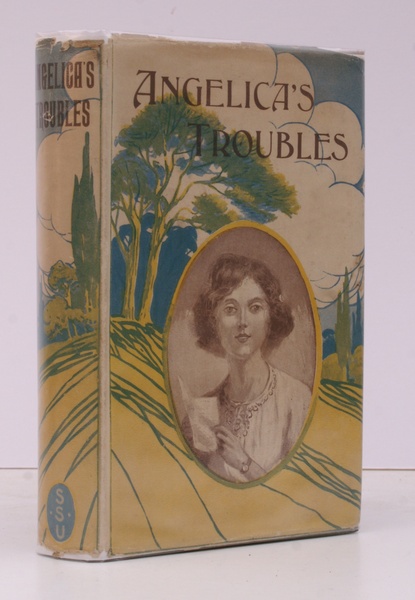 ANGELICA'S
TROUBLES
ANGELICA'S
TROUBLES
S
·S·
U